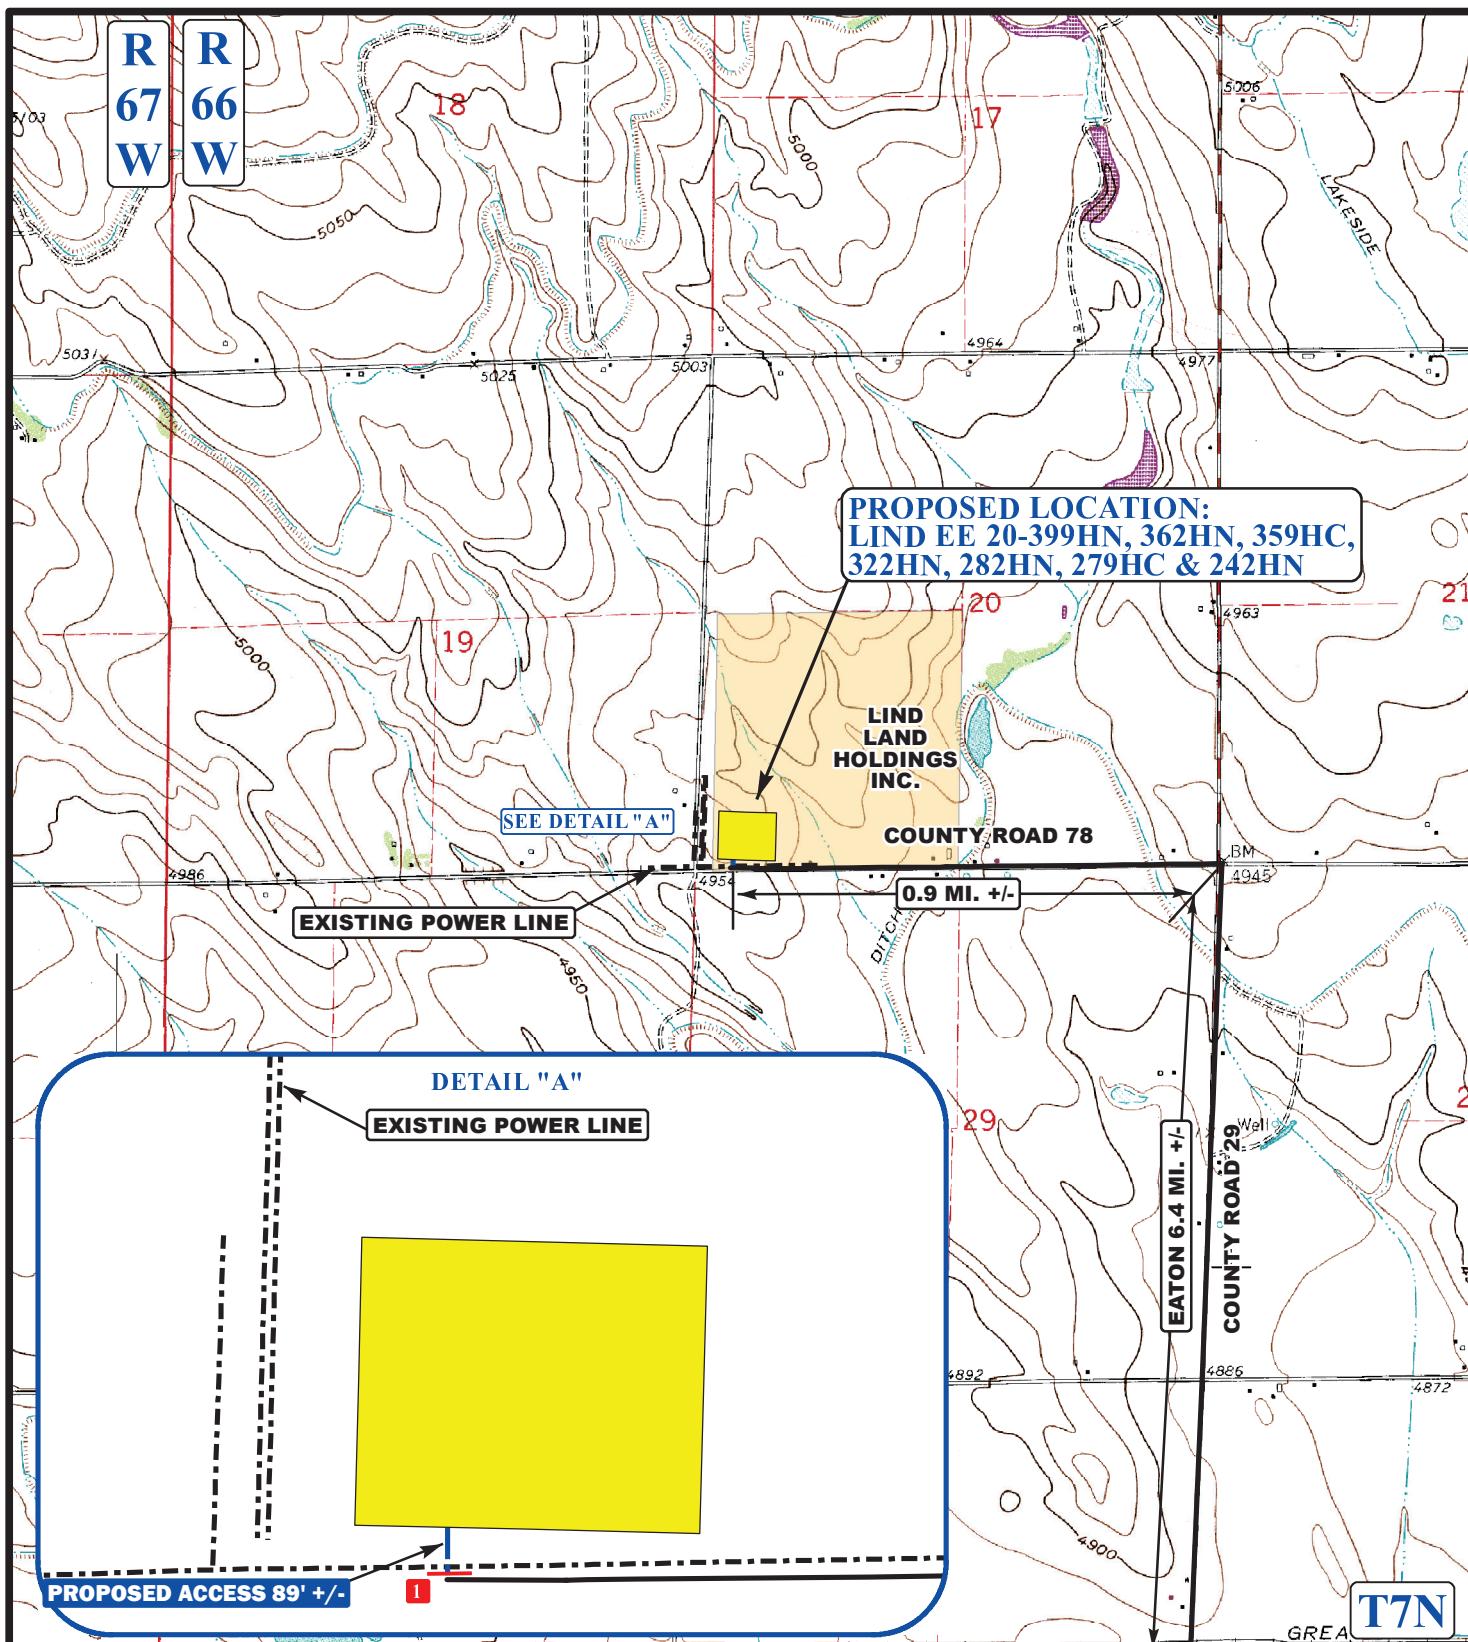 R
67
W
R
66
W
18
17
5006
5000
5050
LAKESIDE
5031
5025
5003
4964
4977
PROPOSED LOCATION:
LIND EE 20-399HN, 362HN, 359HC,
322HN, 282HN, 279HC & 242HN
20
21
4963
19
5000
LIND
LAND
HOLDINGS
INC.
SEE DETAIL "A"
COUNTY ROAD 78
BM
4945
4986
4954
0.9 MI. +/-
EXISTING POWER LINE
DITCH
4950
DETAIL "A"
EXISTING POWER LINE
29
Well
EATON 6.4 MI. +/-
COUNTY ROAD 29
4892
4886
4872
4900
PROPOSED ACCESS 89' +/-
1
T7N
GREA